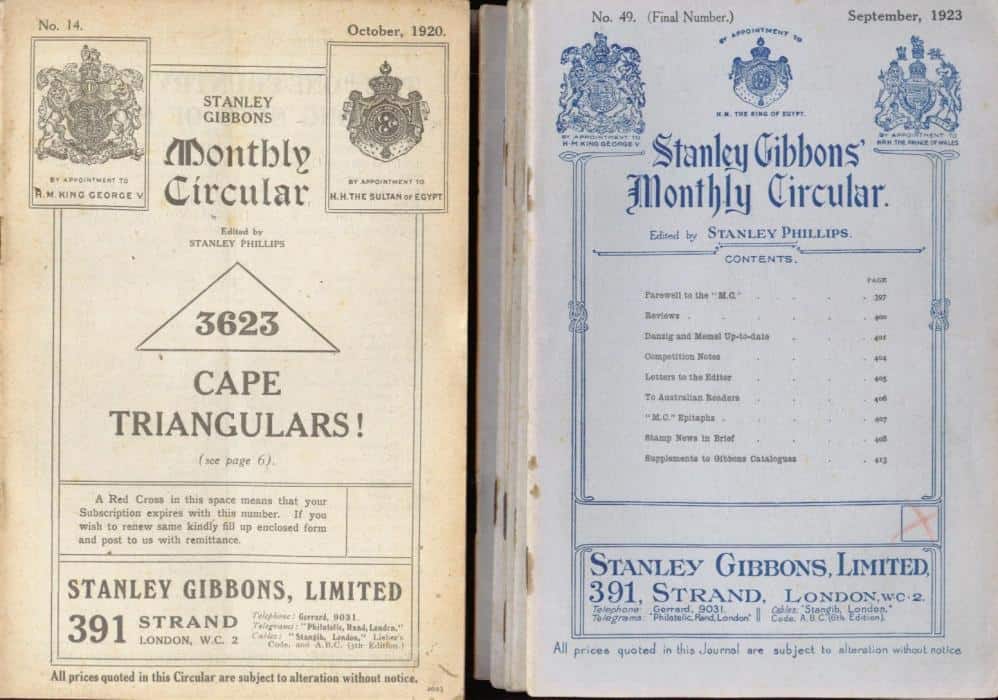 No. 14.
October, 1920.
BY APPOINTMENT TO
H.M. KING GEORGE V
BY APPOINTMENT TO
H.H. THE SULTAN OF EGYPT
STANLEY
GIBBONS
Monthly
Circular
Edited by
STANLEY PHILLIPS
3623
CAPE
TRIANGULARS!
(see page 6).
A Red Cross in this space means that your
Subscription expires with this number. If you
wish to renew same kindly fill up enclosed form
and post to us with remittance.
STANLEY GIBBONS, LIMITED
391 STRAND
LONDON, W.C. 2
Telephone: Gerrard, 9031.
Telegrams: "Philatelic, Rand, London."
Cables: "Stangib, London," Lieber's
Code, and A.B.C. (5th Edition.)
All prices quoted in this Circular are subject to alteration without notice.
No. 49. (Final Number.)
September, 1923
BY APPOINTMENT TO
H.M. KING GEORGE V
BY APPOINTMENT TO
H.M. THE KING OF EGYPT.
BY APPOINTMENT TO
H.R.H. THE PRINCE OF WALES
Stanley Gibbons'
Monthly Circular.
Edited by STANLEY PHILLIPS.
CONTENTS.
PAGE
Farewell to the "M.C." . . . . 397
Reviews . . . . . 400
Danzig and Memel Up-to-date . . . 401
Competition Notes . . . . 404
Letters to the Editor . . . . 405
To Australian Readers . . . . 406
"M.C." Epitaphs . . . . . 407
Stamp News in Brief . . . . 408
Supplements to Gibbons Catalogues . . . 413
STANLEY GIBBONS, LIMITED,
391, STRAND, LONDON, W.C.2.
Telephone: Gerrard, 9031.
Telegrams: "Philatelic, Rand, London"
Cables: "Stangib, London."
Code, A.B.C. (6th Edition).
All prices quoted in this Journal are subject to alteration without notice